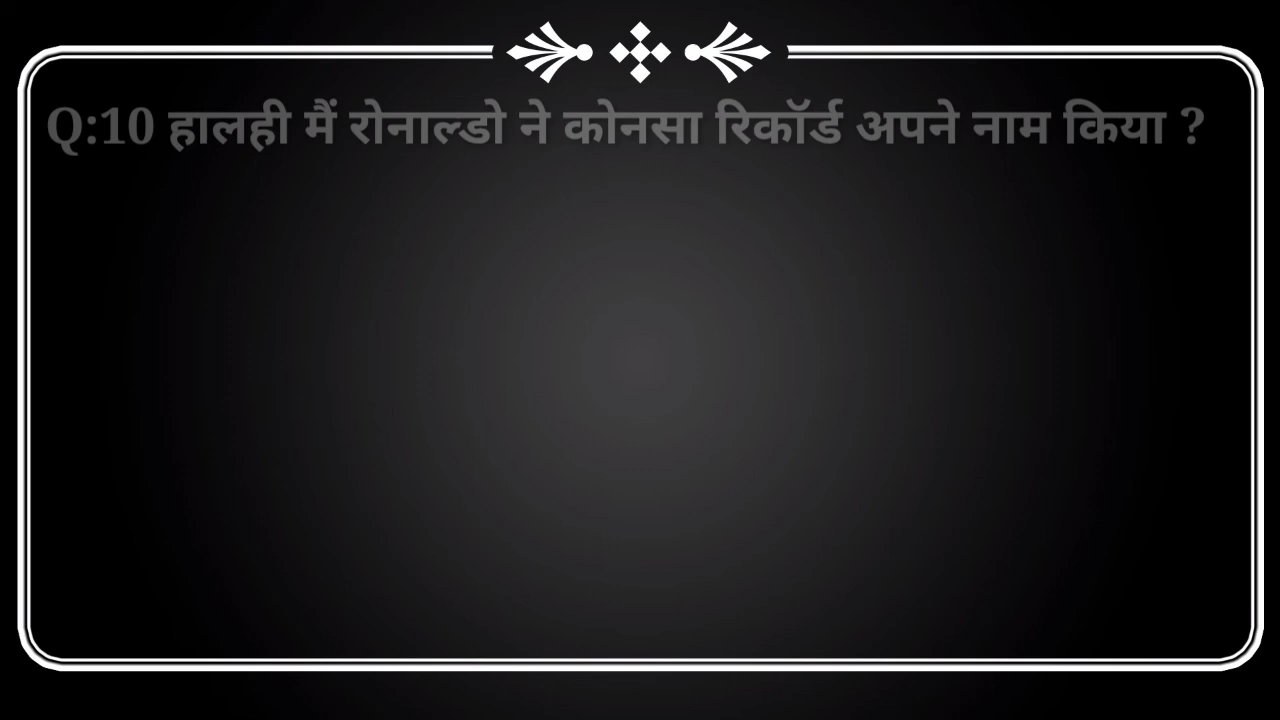 Q:10 हालही मैं रोनाल्डो ने कोनसा रिकॉर्ड अपने नाम किया ?